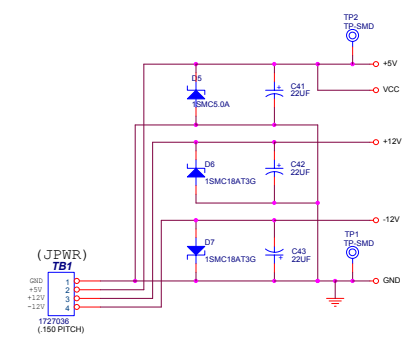 TP2
TP-SMD
+5V
D5
1SMC5.0A
C41
22UF
VCC
+12V
D6
1SMC18AT3G
C42
22UF
-12V
TP1
TP-SMD
D7
1SMC18AT3G
C43
22UF
(JPWR)
TB1
GND 1
+5V 2
+12V 3
-12V 4
GND
1727036
(.150 PITCH)